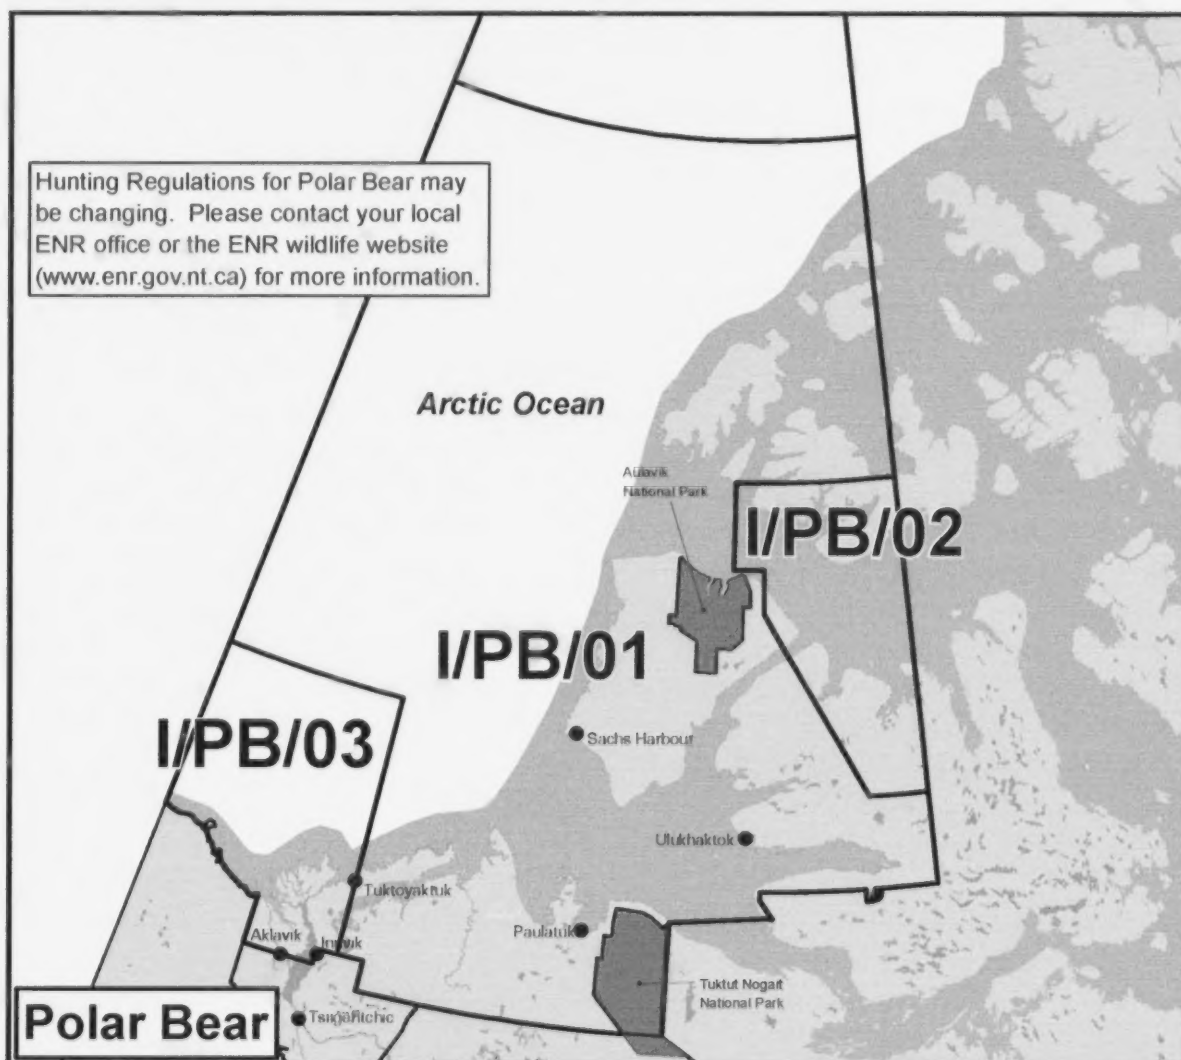 Hunting Regulations for Polar Bear may
be changing. Please contact your local
ENR office or the ENR wildlife website
(www.enr.gov.nt.ca) for more information.
Arctic Ocean
Aulavik
National Park
I/PB/02
I/PB/01
I/PB/03
Sachs Harbour
Ulukhaktok
Tuktoyaktuk
Paulatuk
Aklavik
Inuvik
Tuktut Nogait
National Park
Polar Bear
Tsiigehtchic